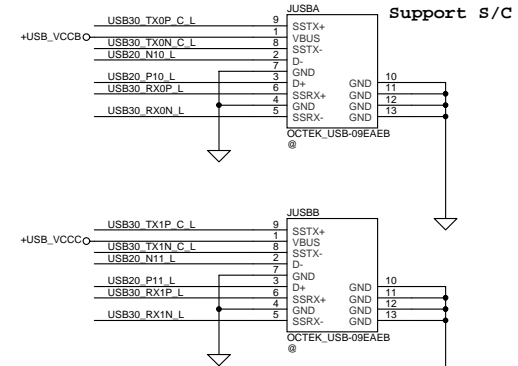 JUSBA
Support S/C
USB30_TX0P_C_L 9 SSTX+
+USB_VCCB 1 VBUS
USB30_TX0N_C_L 8 SSTX-
USB20_N10_L 2 D-
7 GND
USB20_P10_L 3 D+ GND 10
USB30_RX0P_L 6 SSRX+ GND 11
4 GND GND 12
USB30_RX0N_L 5 SSRX- GND 13
OCTEK_USB-09EAEB
@
JUSBB
USB30_TX1P_C_L 9 SSTX+
+USB_VCCC 1 VBUS
USB30_TX1N_C_L 8 SSTX-
USB20_N11_L 2 D-
7 GND
USB20_P11_L 3 D+ GND 10
USB30_RX1P_L 6 SSRX+ GND 11
4 GND GND 12
USB30_RX1N_L 5 SSRX- GND 13
OCTEK_USB-09EAEB
@